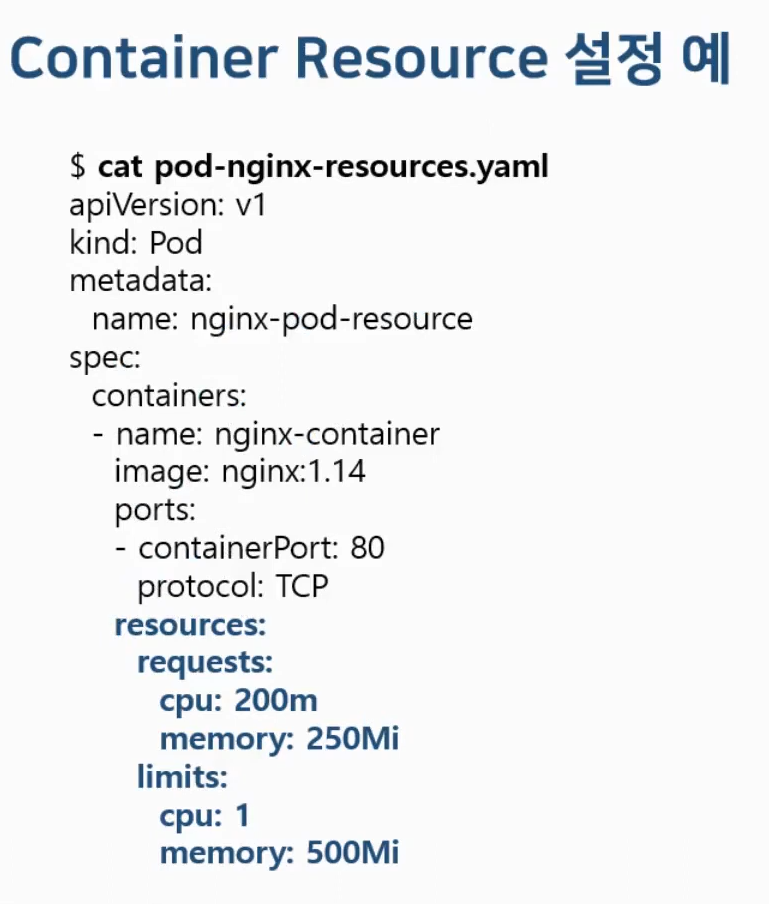 Container Resource 설정 예
$ cat pod-nginx-resources.yaml
apiVersion: v1
kind: Pod
metadata:
  name: nginx-pod-resource
spec:
  containers:
  - name: nginx-container
    image: nginx:1.14
    ports:
    - containerPort: 80
      protocol: TCP
    resources:
      requests:
        cpu: 200m
        memory: 250Mi
      limits:
        cpu: 1
        memory: 500Mi